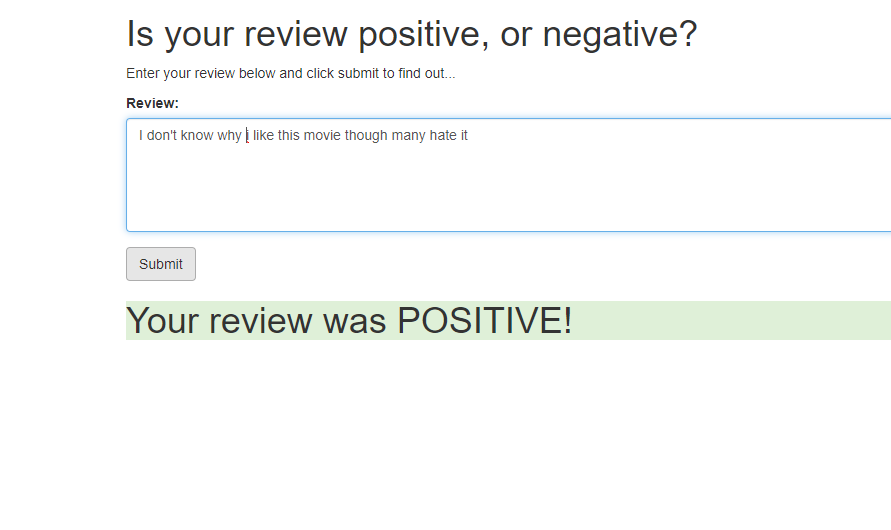 Is your review positive, or negative?
Enter your review below and click submit to find out...
Review:
I don't know why i like this movie though many hate it
Submit
Your review was POSITIVE!